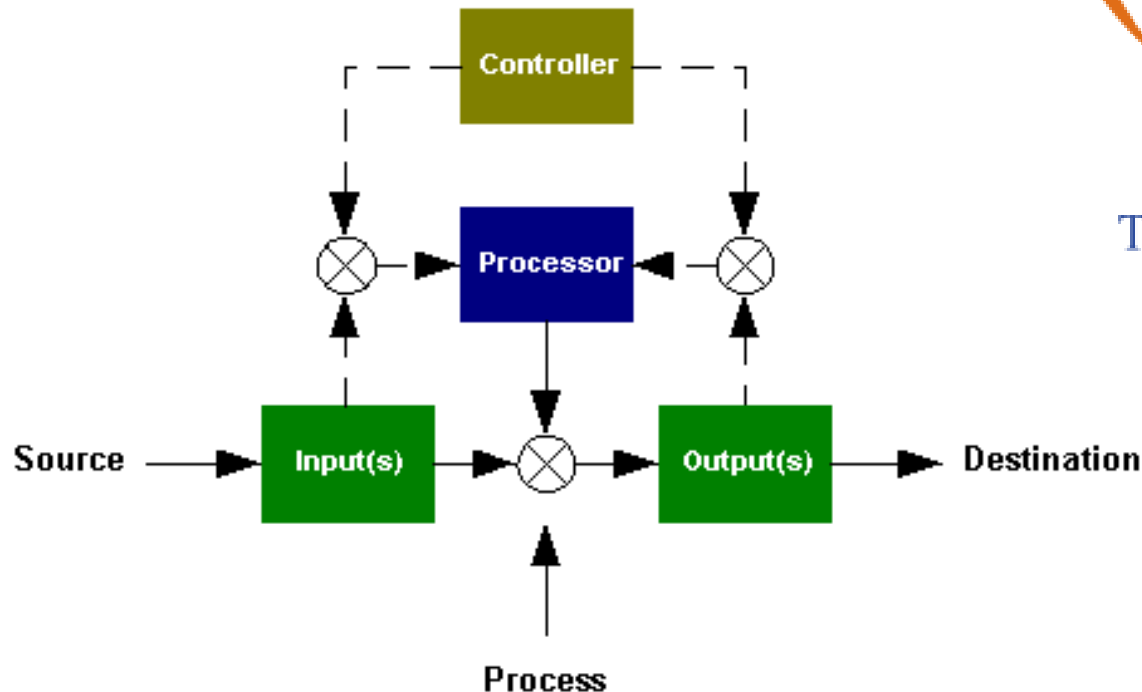 Controller
Processor
T
Source
Input(s)
Output(s)
Destination
Process